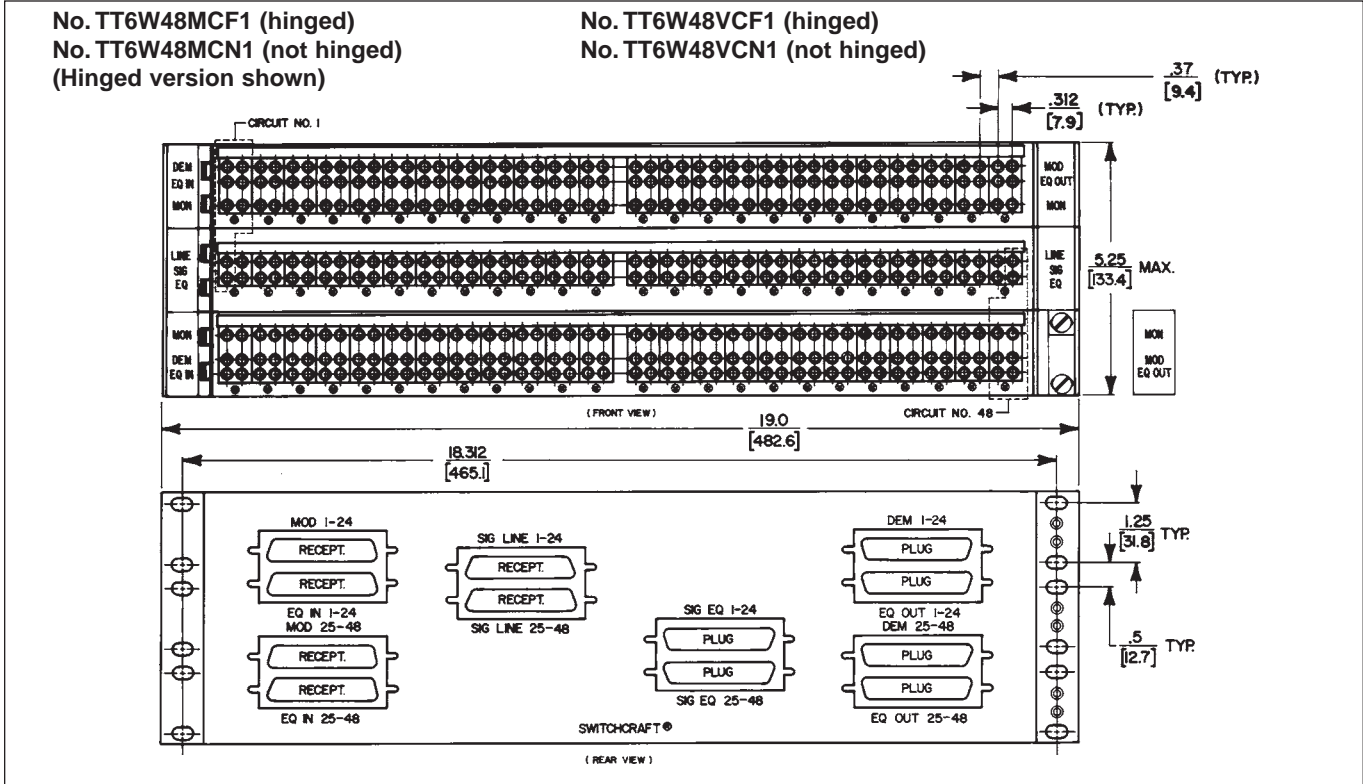 No. TT6W48MCF1 (hinged)
No. TT6W48MCN1 (not hinged)
(Hinged version shown)
No. TT6W48VCF1 (hinged)
No. TT6W48VCN1 (not hinged)
.37 (TYP.)
[9.4]
.312 (TYP.)
[7.9]
CIRCUIT NO. 1
DEM
EQ IN
MON
MOD
EQ OUT
MON
LINE
SIG
EQ
LINE
SIG
EQ
5.25 MAX.
[133.4]
MON
DEM
EQ IN
MON
MOD
EQ OUT
(FRONT VIEW)
CIRCUIT NO. 48
19.0
[482.6]
18.312
[465.1]
MOD 1-24
RECEPT.
RECEPT.
EQ IN 1-24
MOD 25-48
RECEPT.
RECEPT.
EQ IN 25-48
SIG LINE 1-24
RECEPT.
RECEPT.
SIG LINE 25-48
SIG EQ 1-24
PLUG
PLUG
SIG EQ 25-48
DEM 1-24
PLUG
PLUG
EQ OUT 1-24
DEM 25-48
PLUG
PLUG
EQ OUT 25-48
1.25 TYP.
[31.8]
.5 TYP.
[12.7]
SWITCHCRAFT®
(REAR VIEW)